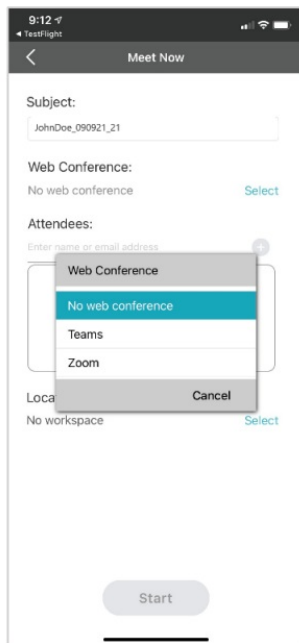 9:12
◀ TestFlight
Meet Now
Subject:
JohnDoe_090921_21
Web Conference:
No web conference
Select
Attendees:
Enter name or email address
Web Conference
No web conference
Teams
Zoom
Cancel
Loca
No workspace
Select
Start